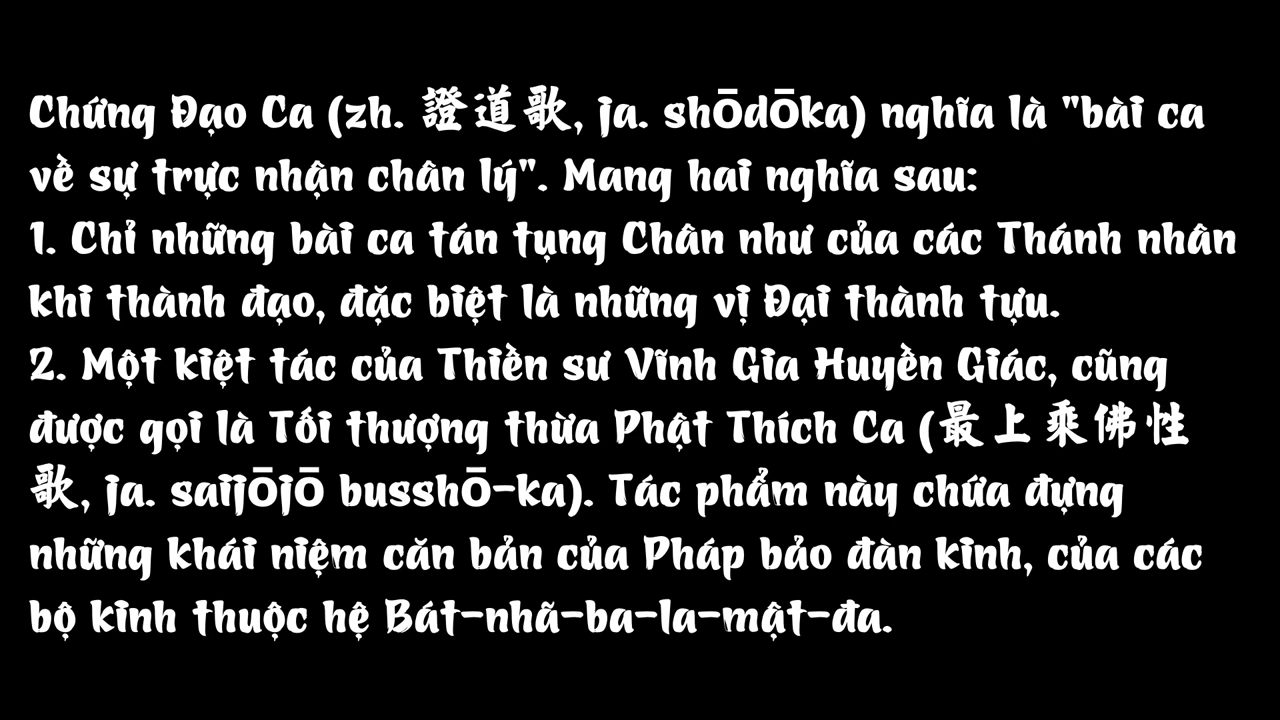 Chứng Đạo Ca (zh. 證道歌, ja. shōdōka) nghĩa là "bài ca
về sự trực nhận chân lý". Mang hai nghĩa sau:
1. Chỉ những bài ca tán tụng Chân như của các Thánh nhân
khi thành đạo, đặc biệt là những vị Đại thành tựu.
2. Một kiệt tác của Thiền sư Vĩnh Gia Huyền Giác, cũng
được gọi là Tối thượng thừa Phật Thích Ca (最上乘佛性
歌, ja. saijōjō busshō-ka). Tác phẩm này chứa đựng
những khái niệm căn bản của Pháp bảo đàn kinh, của các
bộ kinh thuộc hệ Bát-nhã-ba-la-mật-đa.